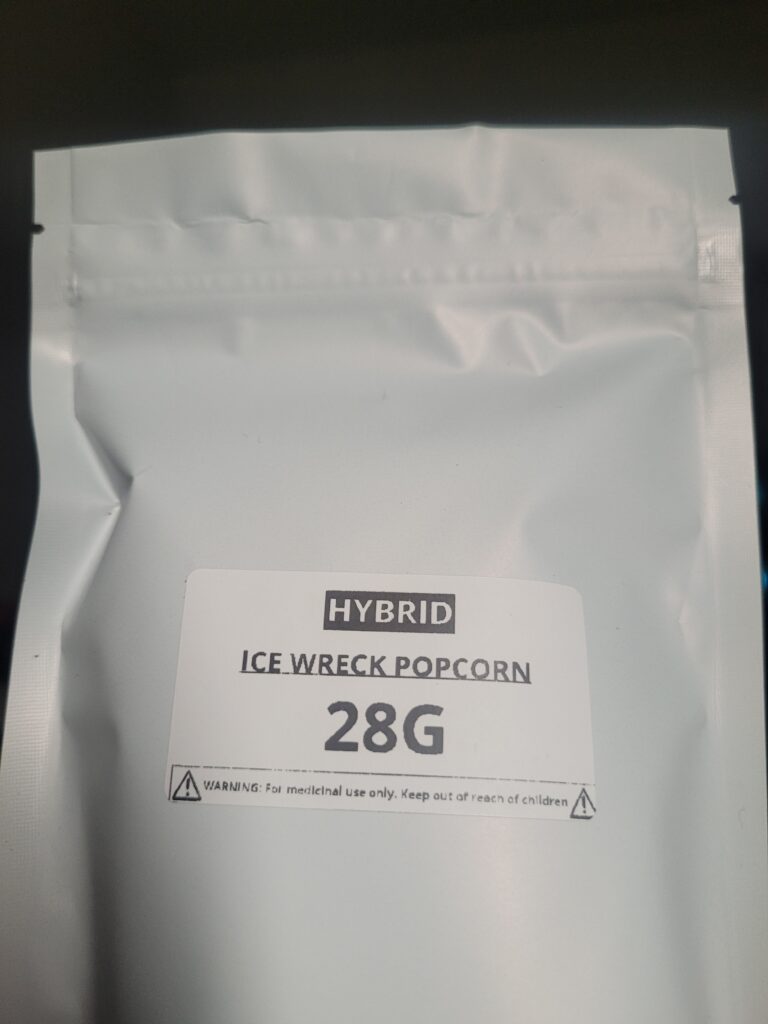 HYBRID
ICE WRECK POPCORN
28G
WARNING: For medicinal use only. Keep out of reach of children